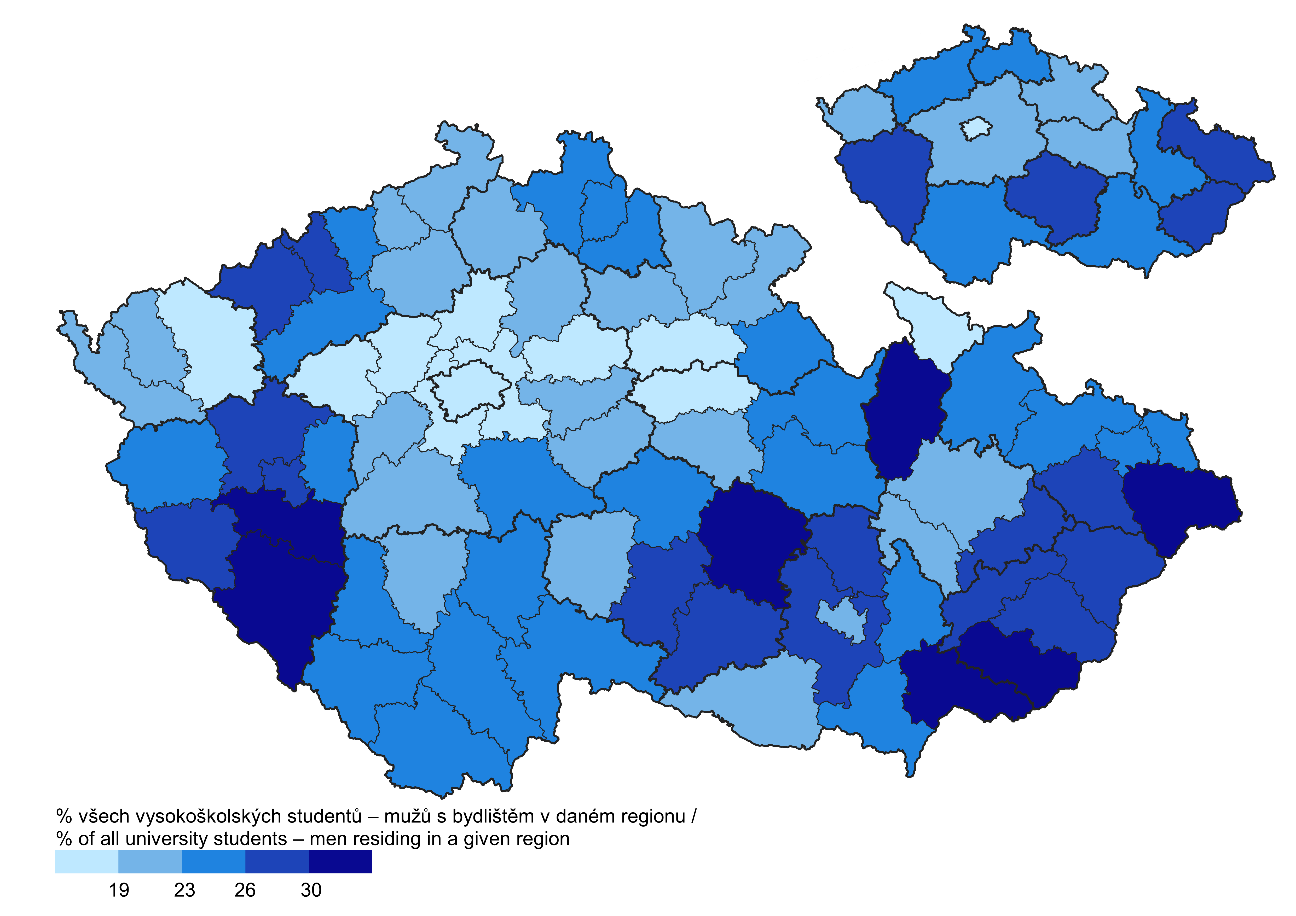 % všech vysokoškolských studentů – mužů s bydlištěm v daném regionu /
% of all university students – men residing in a given region
19 23 26 30